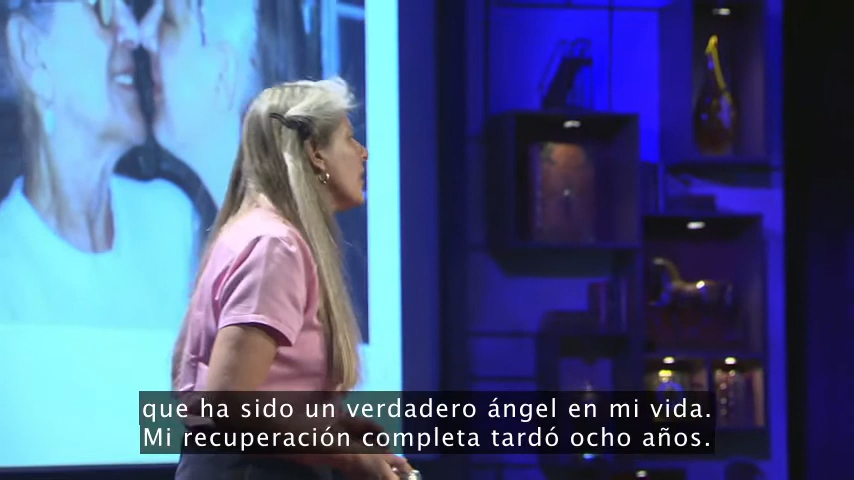 que ha sido un verdadero ángel en mi vida.
Mi recuperación completa tardó ocho años.